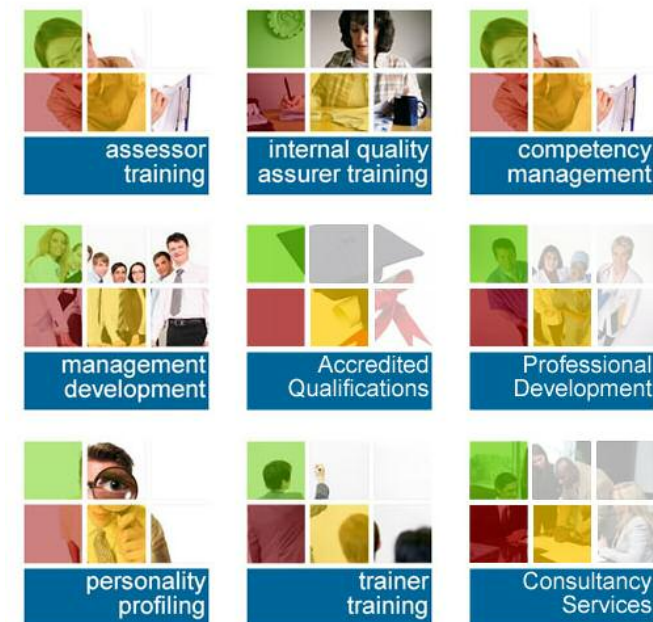 assessor
training
internal quality
assurer training
competency
management
management
development
Accredited
Qualifications
Professional
Development
personality
profiling
trainer
training
Consultancy
Services